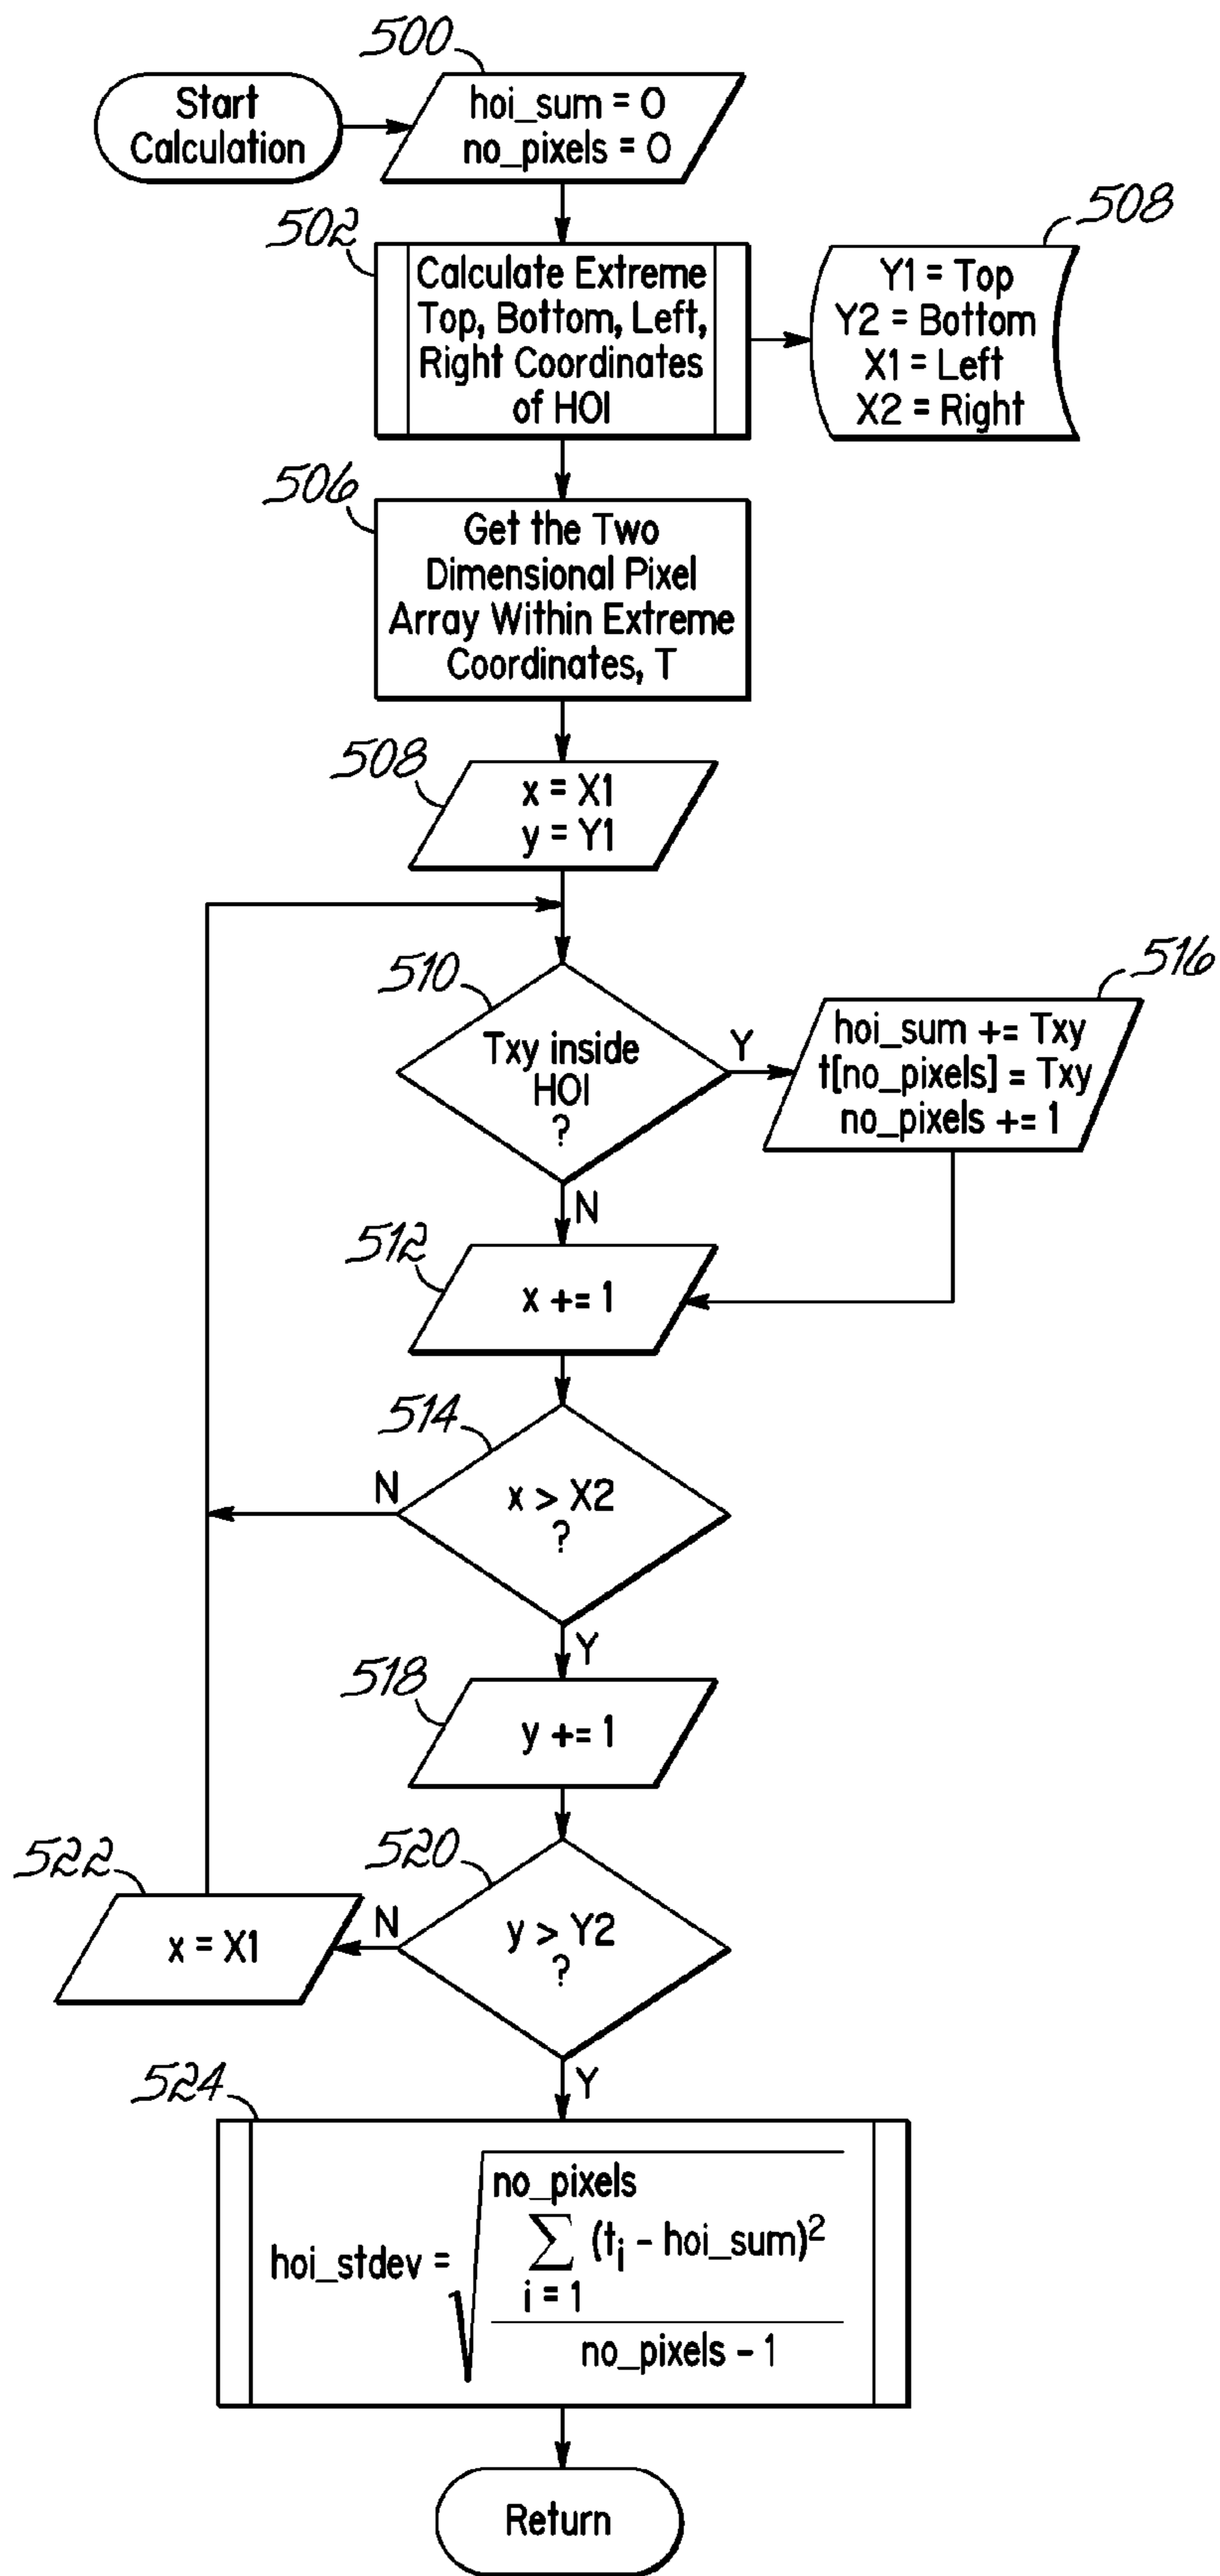 500
Start
Calculation
hoi_sum = 0
no_pixels = 0
502
Calculate Extreme
Top, Bottom, Left,
Right Coordinates
of HOI
508
Y1 = Top
Y2 = Bottom
X1 = Left
X2 = Right
506
Get the Two
Dimensional Pixel
Array Within Extreme
Coordinates, T
508
x = X1
y = Y1
510
Txy inside
HOI
?
Y
N
516
hoi_sum += Txy
t[no_pixels] = Txy
no_pixels += 1
512
x += 1
514
x > X2
?
N
Y
518
y += 1
520
y > Y2
?
N
Y
522
x = X1
524
hoi_stdev = √
no_pixels
∑ (ti - hoi_sum)²
i = 1
no_pixels - 1
Return